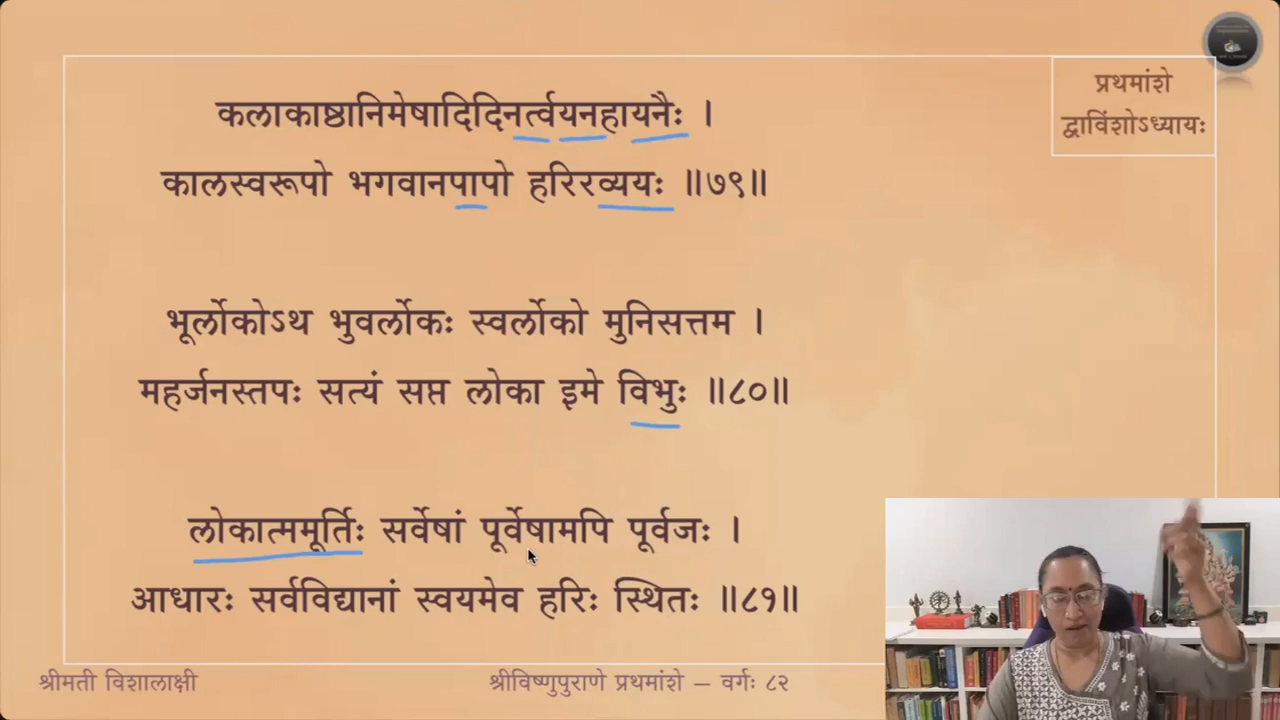 प्रथमांशे
द्वाविंशोऽध्यायः
कलाकाष्ठानिमेषादिदिनर्त्वयनहायनैः ।
कालस्वरूपो भगवानपापो हरिरव्ययः ॥७९॥
भूर्लोकोऽथ भुवर्लोकः स्वर्लोको मुनिसत्तम ।
महर्जनस्तपः सत्यं सप्त लोका इमे विभुः ॥८०॥
लोकात्ममूर्तिः सर्वेषां पूर्वेषामपि पूर्वजः ।
आधारः सर्वविद्यानां स्वयमेव हरिः स्थितः ॥८१॥
श्रीमती विशालाक्षी
श्रीविष्णुपुराणे प्रथमांशे – वर्गः ८२